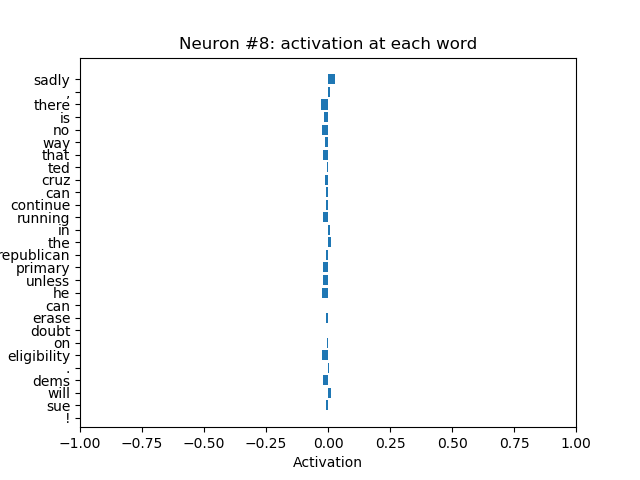 Neuron #8: activation at each word
sadly
,
there
is
no
way
that
ted
cruz
can
continue
running
in
the
republican
primary
unless
he
can
erase
doubt
on
eligibility
.
dems
will
sue
!
−1.00 −0.75 −0.50 −0.25 0.00 0.25 0.50 0.75 1.00
Activation